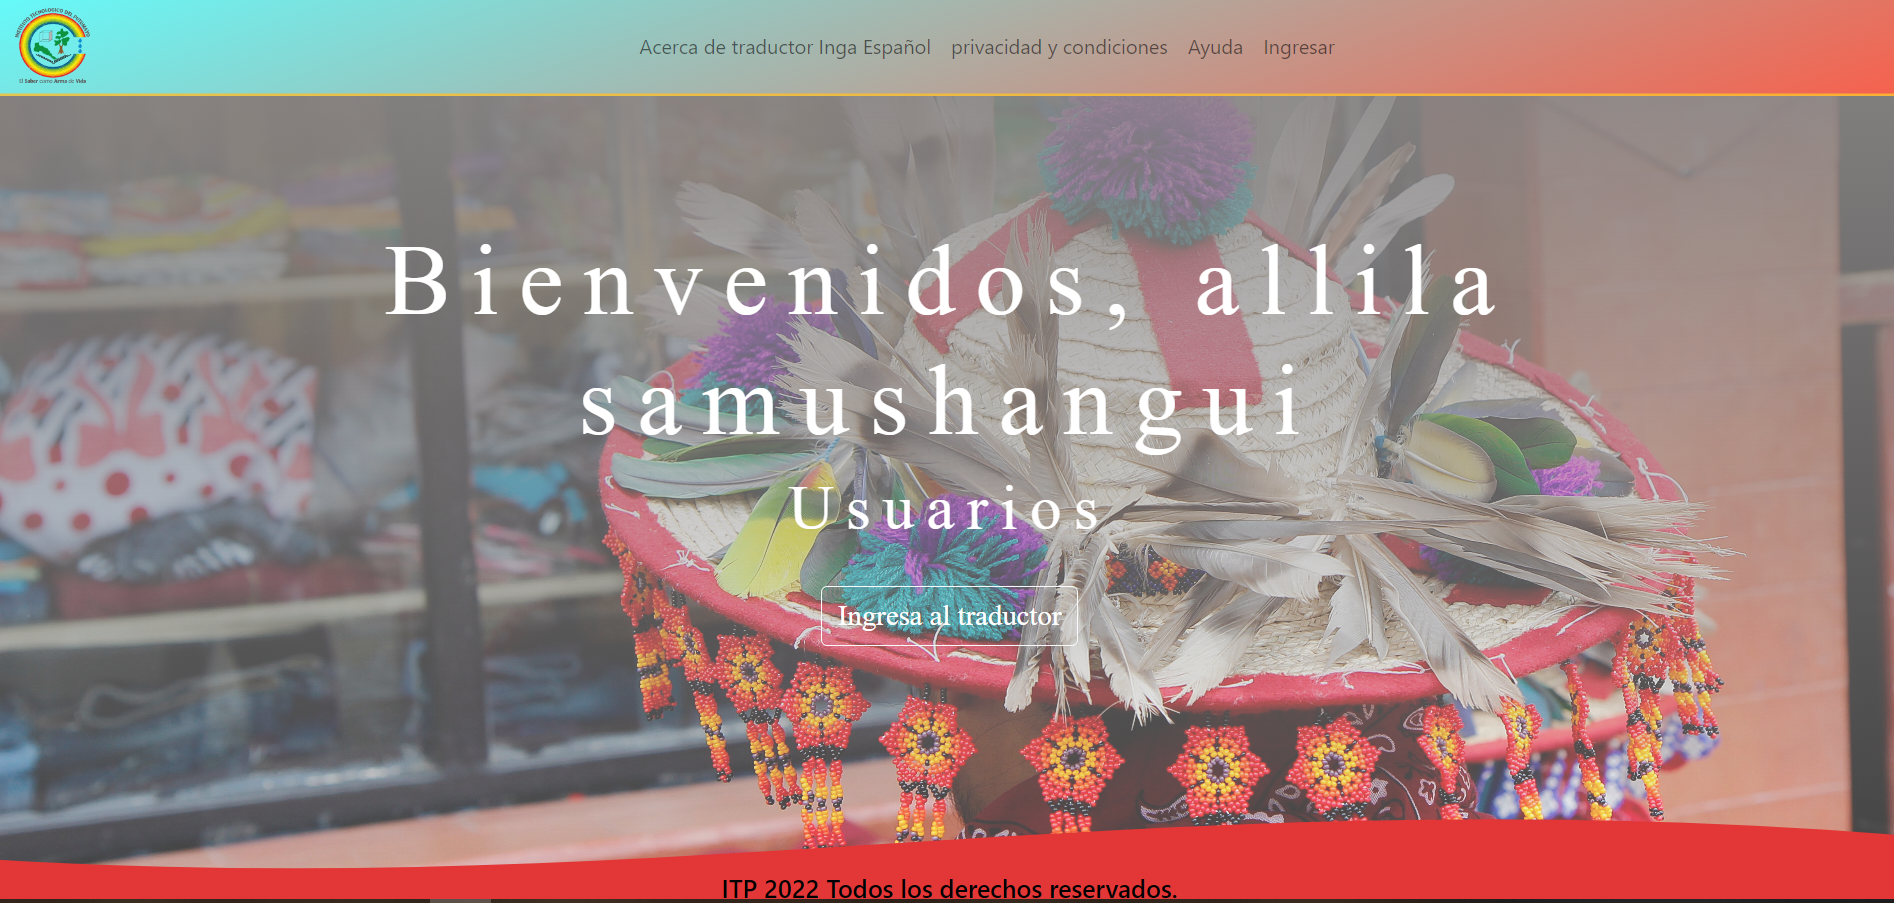 INSTITUTO TECNOLOGICO DEL PUTUMAYO
El Saber como Arma de Vida
Acerca de traductor Inga Español
privacidad y condiciones
Ayuda
Ingresar
Bienvenidos, allila
samushangui
Usuarios
Ingresa al traductor
ITP 2022 Todos los derechos reservados.